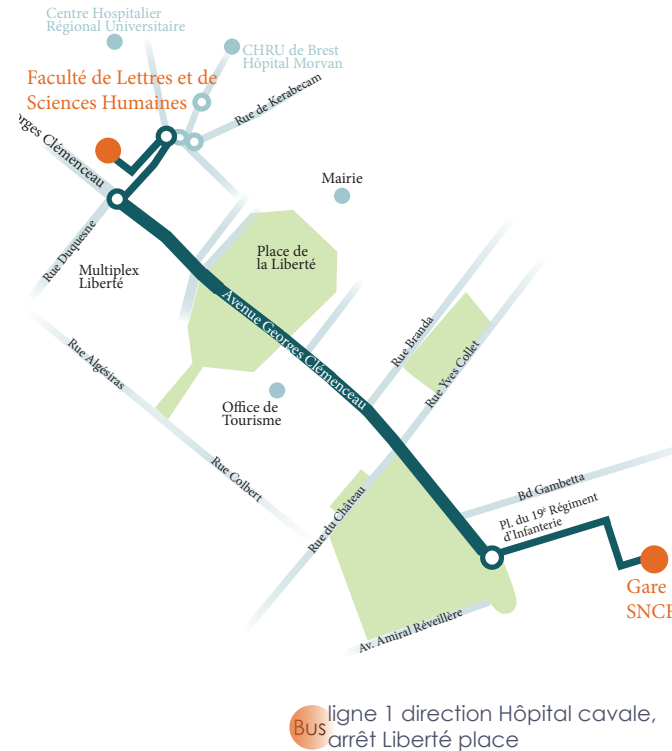 Centre Hospitalier
Régional Universitaire
CHRU de Brest
Hôpital Morvan
Faculté de Lettres et de
Sciences Humaines
Rue de Kerabecam
orges Clémenceau
Mairie
Rue Duquesne
Multiplex
Liberté
Place de
la Liberté
Avenue Georges Clémenceau
Rue Branda
Rue Yves Collet
Rue Algésiras
Office de
Tourisme
Rue Colbert
Rue du Château
Bd Gambetta
Pl. du 19e Régiment
d'Infanterie
Gare
SNCF
Av. Amiral Réveillère
Bus ligne 1 direction Hôpital cavale,
arrêt Liberté place